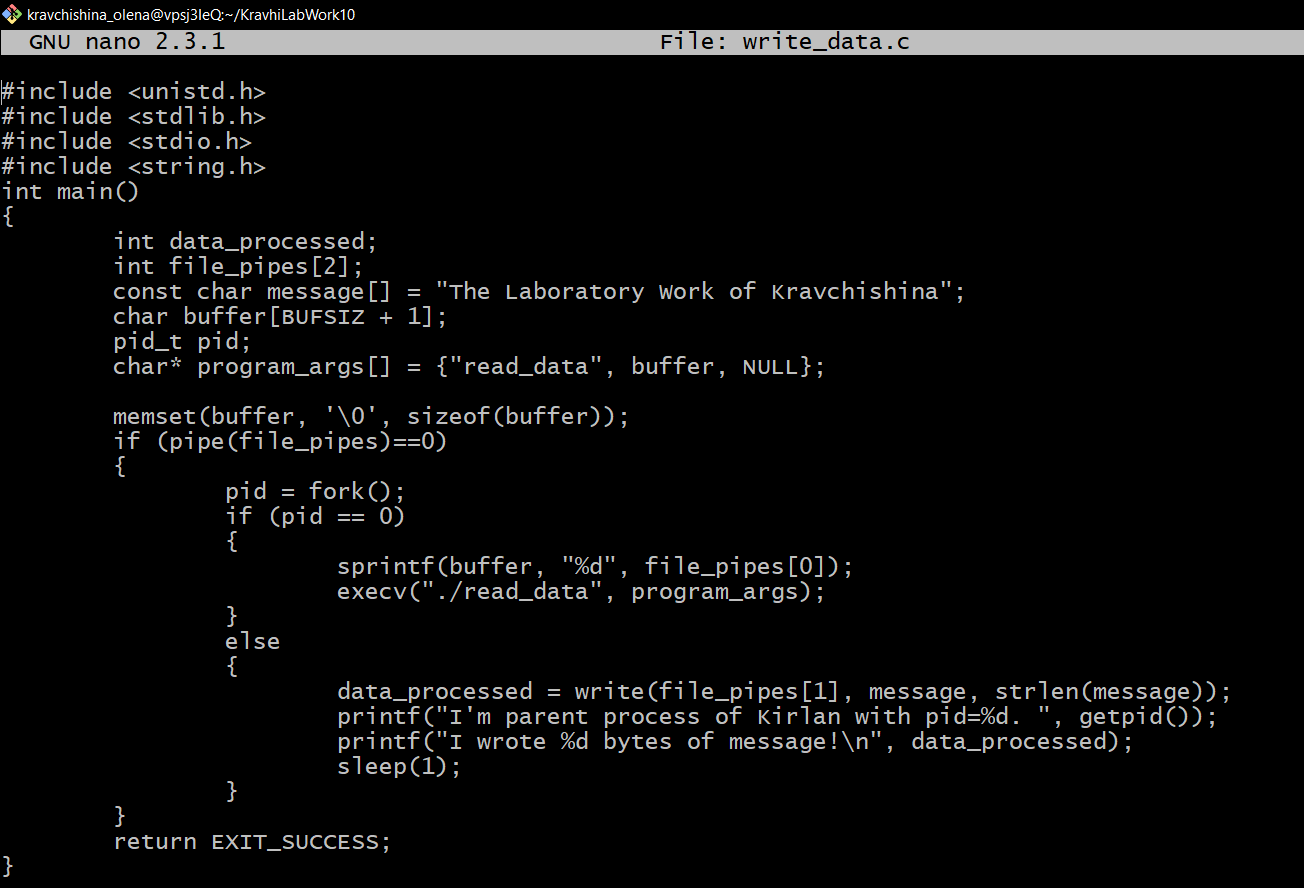 kravchishina_olena@vpsj3IeQ:~/KravhiLabWork10
GNU nano 2.3.1 File: write_data.c
#include <unistd.h>
#include <stdlib.h>
#include <stdio.h>
#include <string.h>
int main()
{
        int data_processed;
        int file_pipes[2];
        const char message[] = "The Laboratory Work of Kravchishina";
        char buffer[BUFSIZ + 1];
        pid_t pid;
        char* program_args[] = {"read_data", buffer, NULL};

        memset(buffer, '\0', sizeof(buffer));
        if (pipe(file_pipes)==0)
        {
                pid = fork();
                if (pid == 0)
                {
                        sprintf(buffer, "%d", file_pipes[0]);
                        execv("./read_data", program_args);
                }
                else
                {
                        data_processed = write(file_pipes[1], message, strlen(message));
                        printf("I'm parent process of Kirlan with pid=%d. ", getpid());
                        printf("I wrote %d bytes of message!\n", data_processed);
                        sleep(1);
                }
        }
        return EXIT_SUCCESS;
}